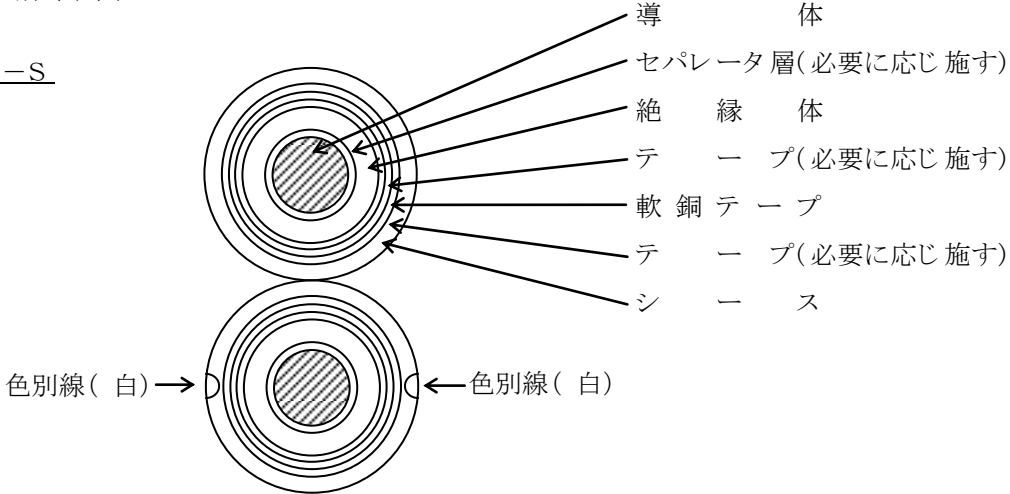 導体
－S
セパレータ層(必要に応じ施す)
絶縁体
テープ(必要に応じ施す)
軟銅テープ
テープ(必要に応じ施す)
シース
色別線(白)
色別線(白)